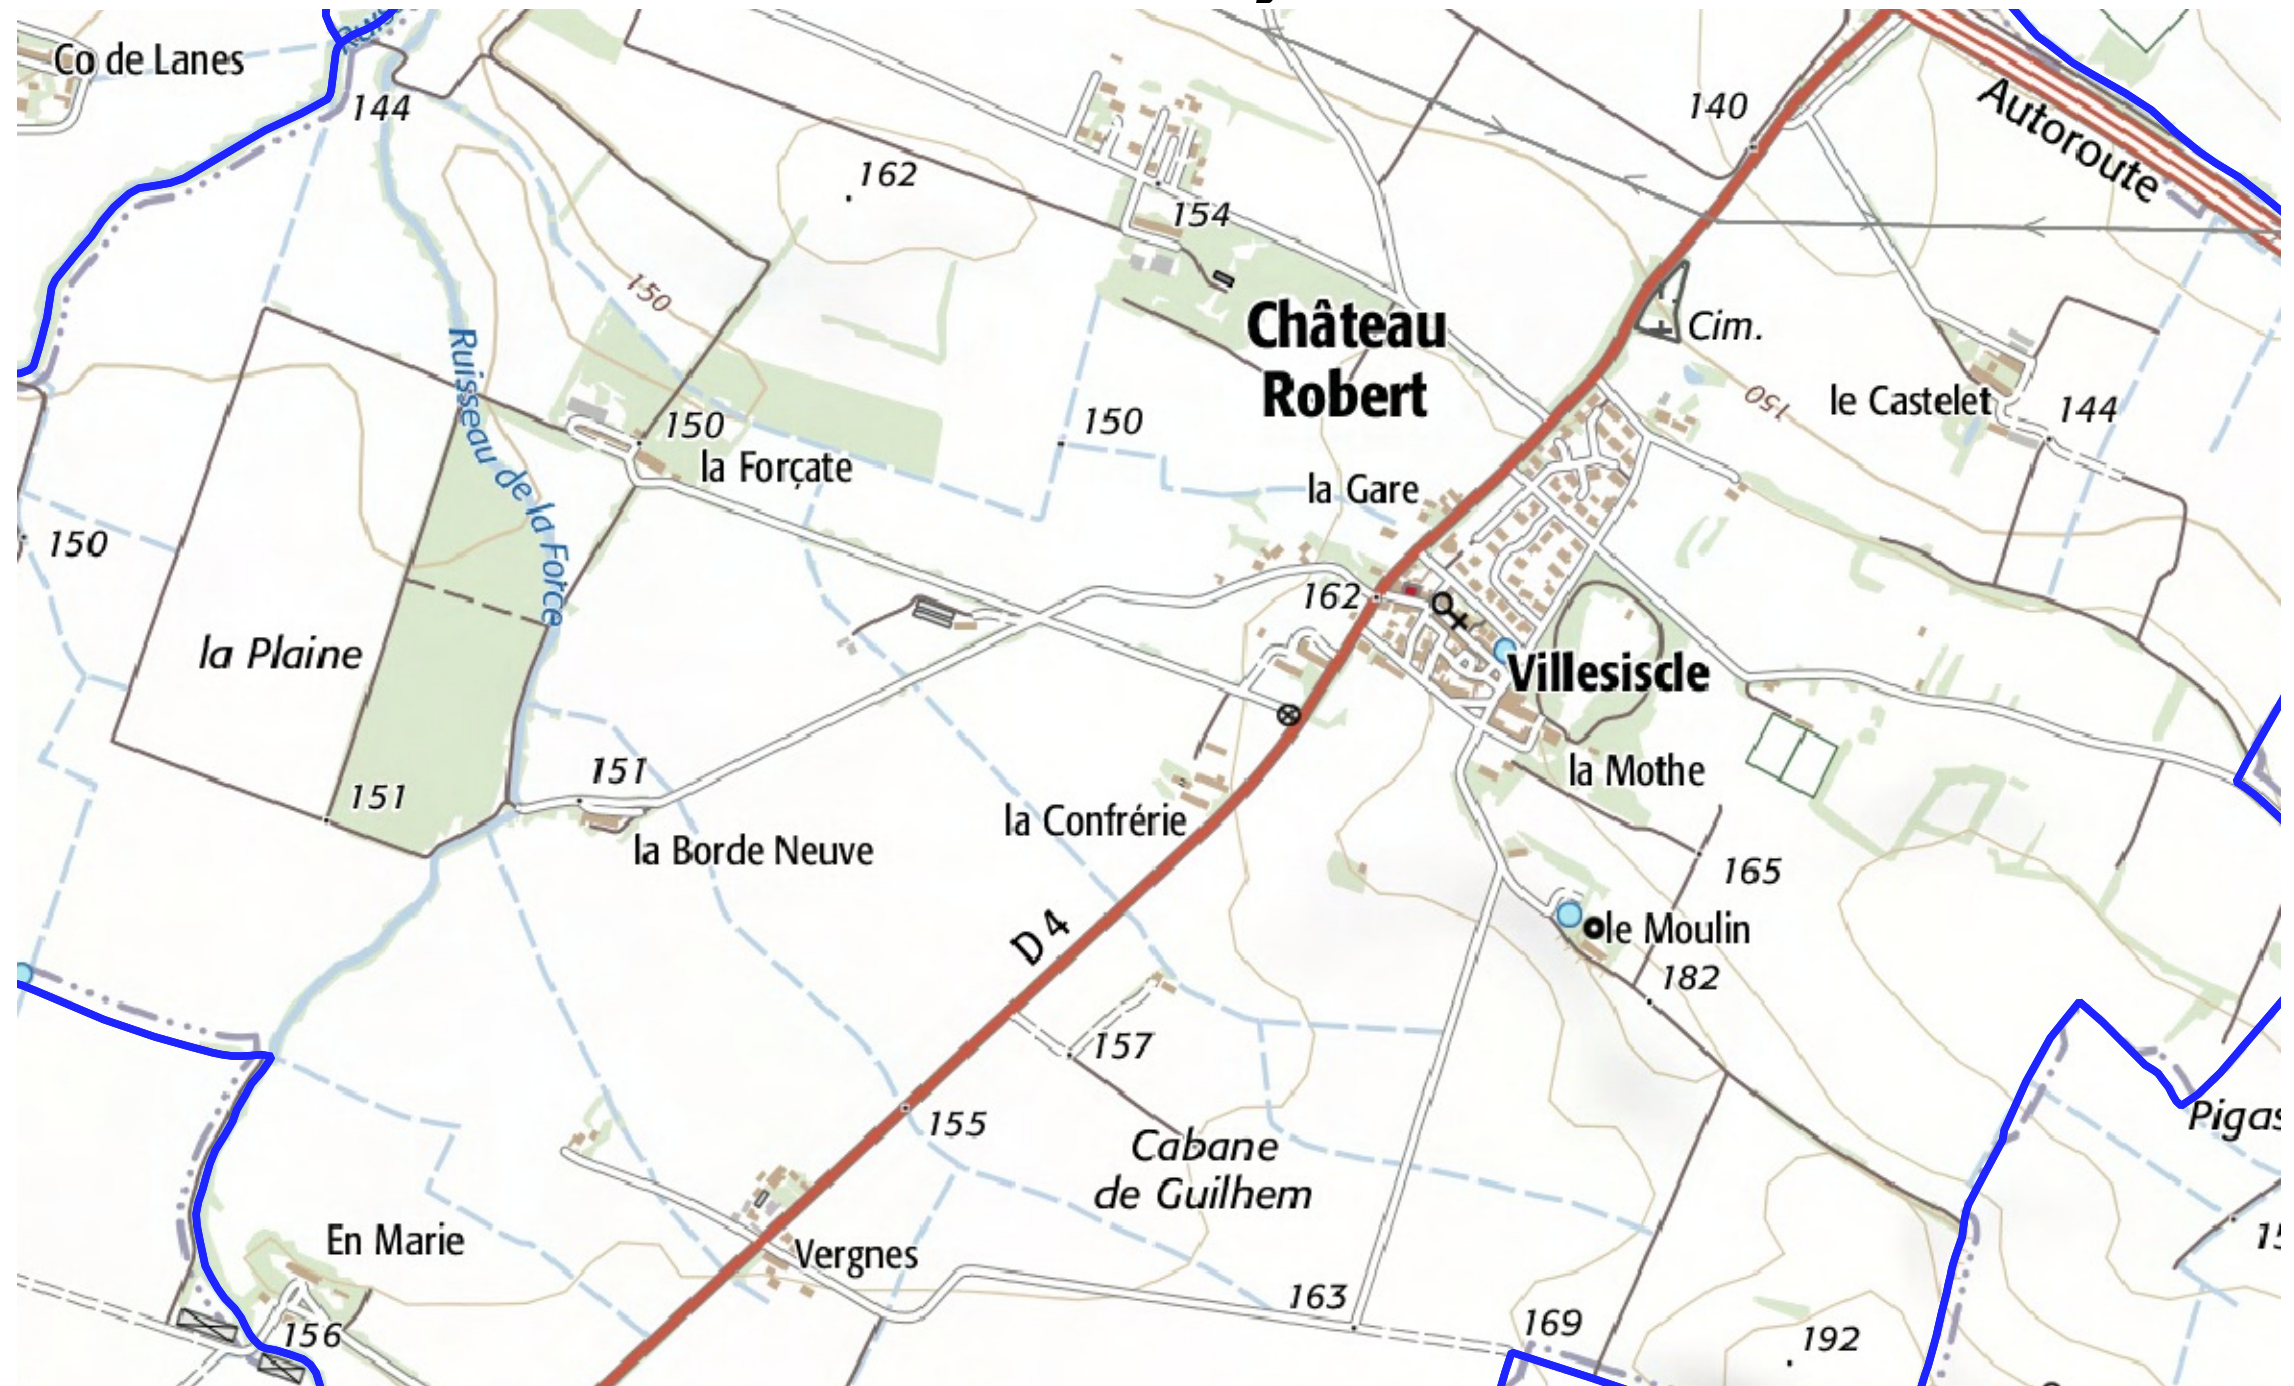 Co de Lanes
144
140
Autoroute
162
154
150
Château
Robert
Cim.
Ruisseau de la Force
150
le Castelet
144
150
150
la Forçate
la Gare
150
162
la Plaine
Villesiscle
151
151
la Mothe
la Confrérie
la Borde Neuve
165
D 4
le Moulin
182
157
155
Cabane
de Guilhem
Pigas
En Marie
Vergnes
163
156
169
192